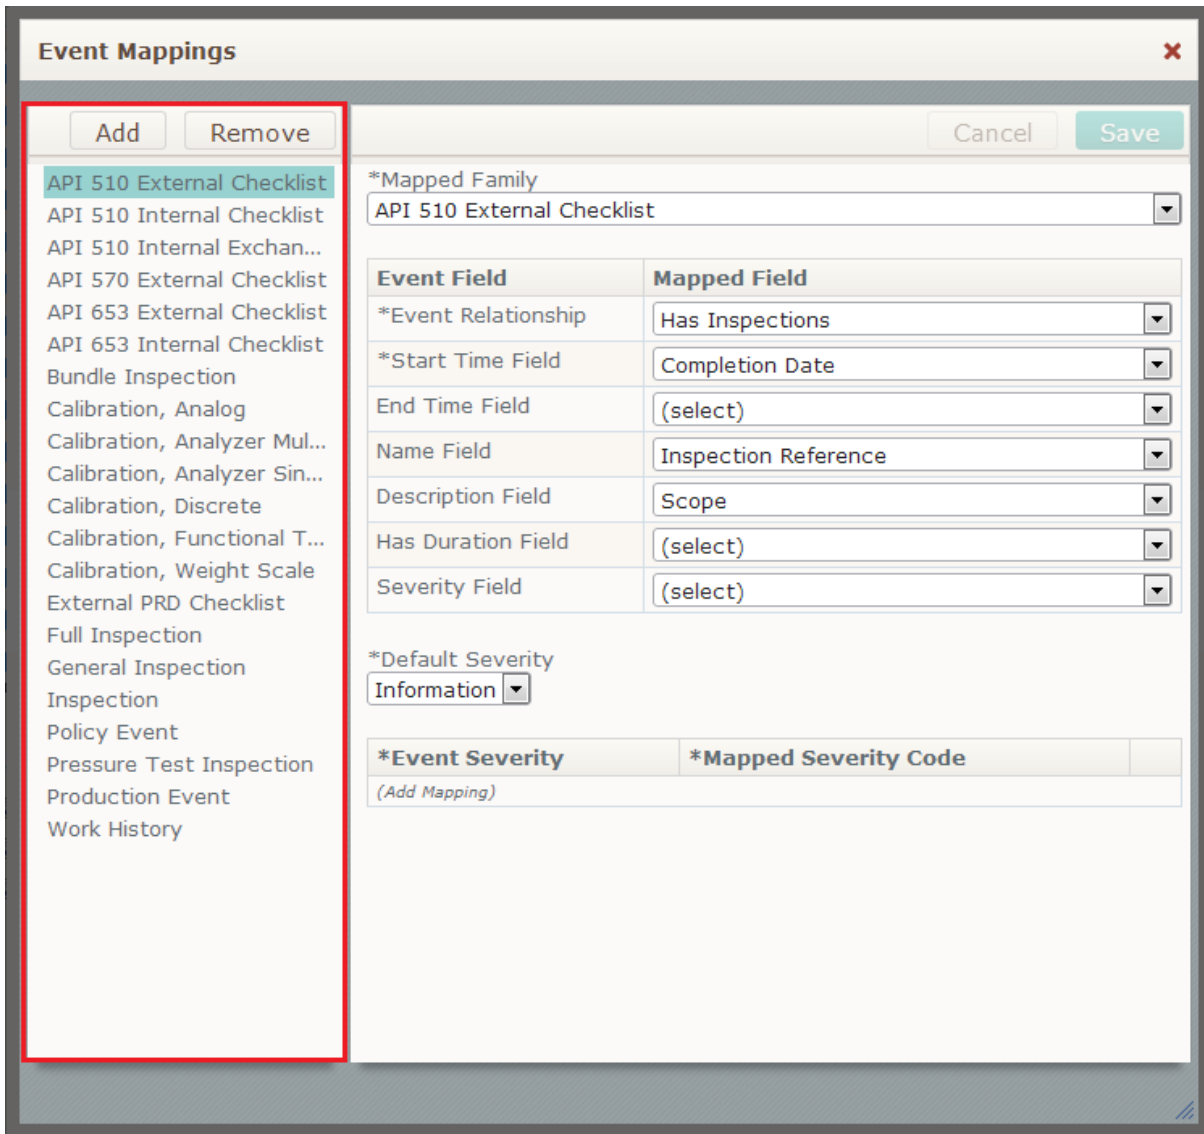 Event Mappings
Add Remove
API 510 External Checklist
API 510 Internal Checklist
API 510 Internal Exchan...
API 570 External Checklist
API 653 External Checklist
API 653 Internal Checklist
Bundle Inspection
Calibration, Analog
Calibration, Analyzer Mul...
Calibration, Analyzer Sin...
Calibration, Discrete
Calibration, Functional T...
Calibration, Weight Scale
External PRD Checklist
Full Inspection
General Inspection
Inspection
Policy Event
Pressure Test Inspection
Production Event
Work History
Cancel Save
*Mapped Family
API 510 External Checklist
Event Field Mapped Field
*Event Relationship Has Inspections
*Start Time Field Completion Date
End Time Field (select)
Name Field Inspection Reference
Description Field Scope
Has Duration Field (select)
Severity Field (select)
*Default Severity
Information
*Event Severity *Mapped Severity Code
(Add Mapping)